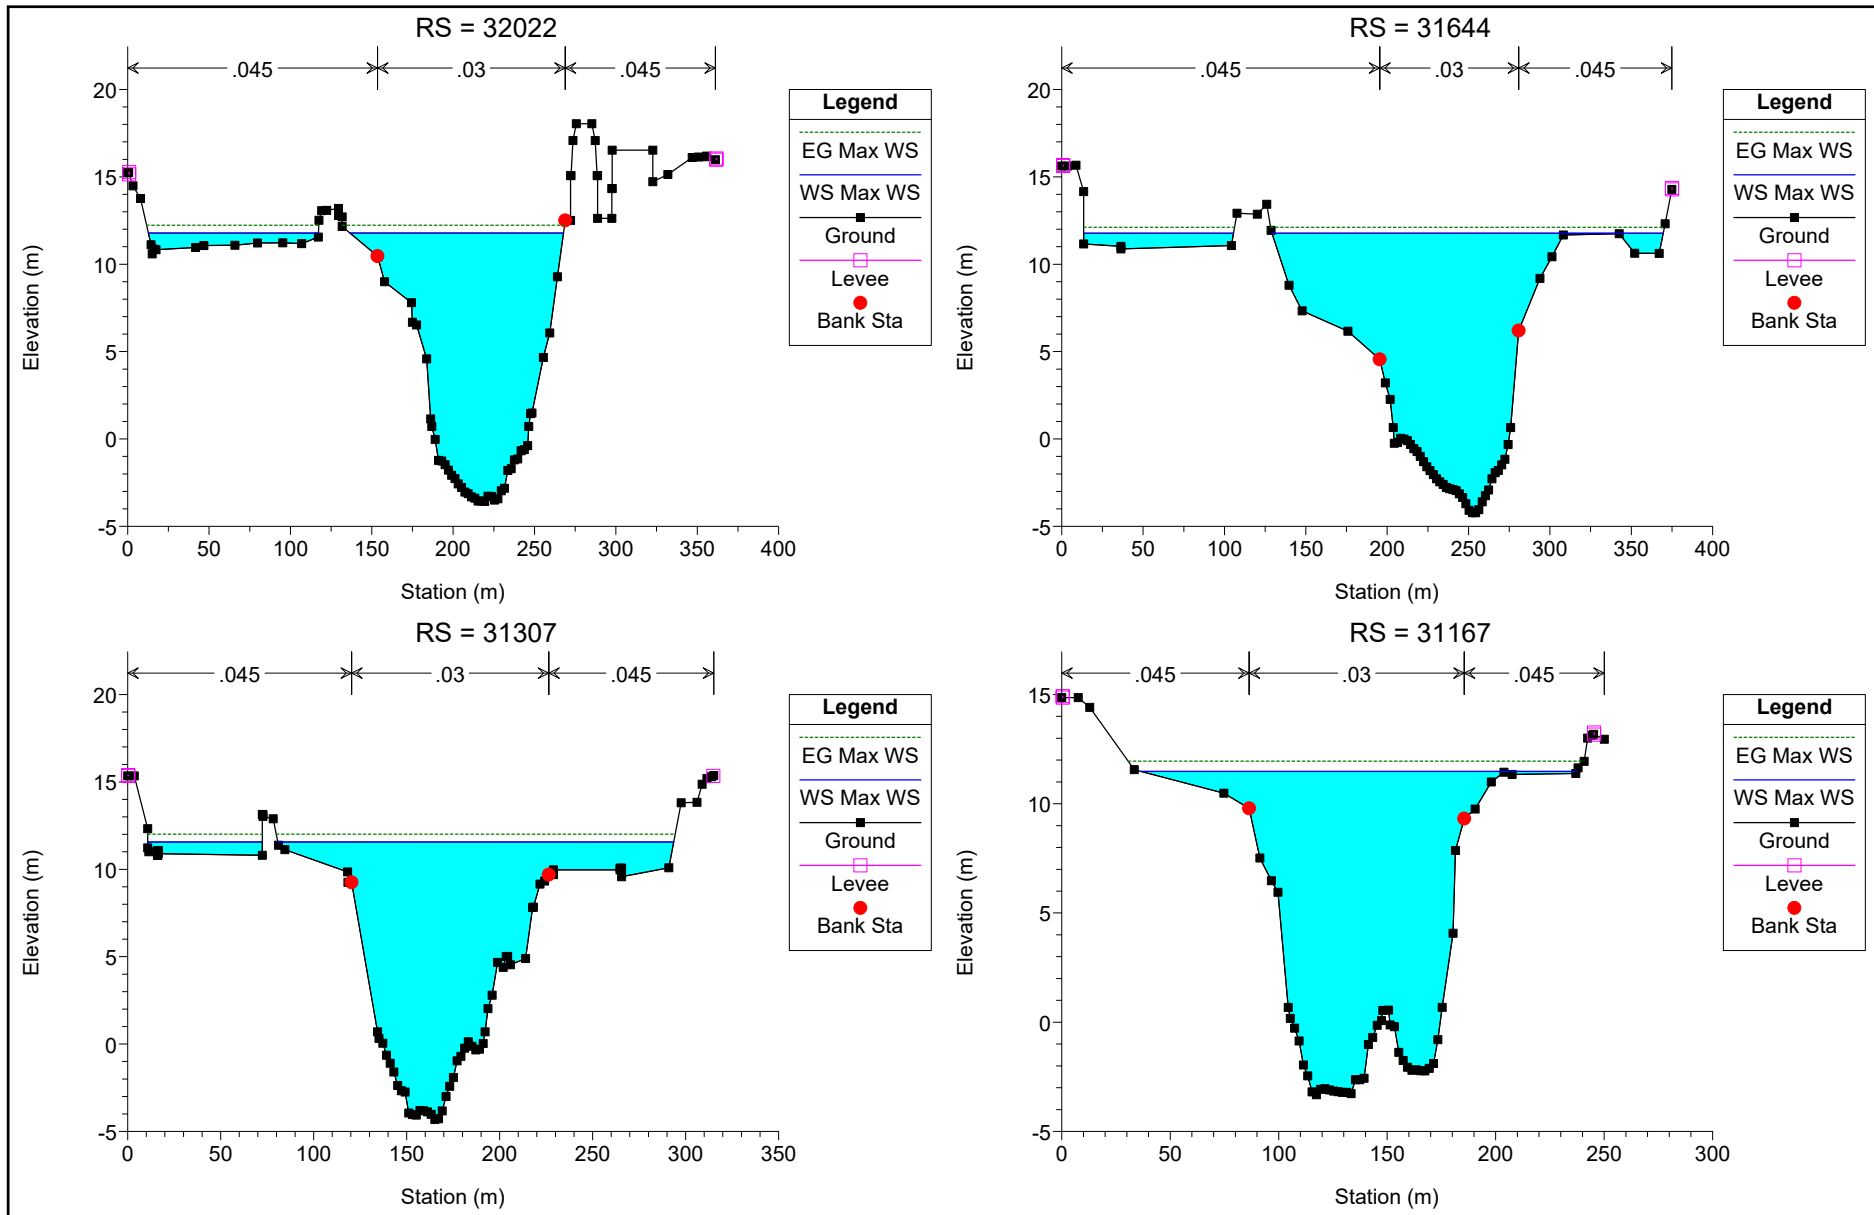 RS = 32022
.045 .03 .045
20
15
10
5
0
-5
Elevation (m)
0 50 100 150 200 250 300 350 400
Station (m)
Legend
EG Max WS
WS Max WS
Ground
Levee
Bank Sta
RS = 31644
.045 .03 .045
20
15
10
5
0
-5
Elevation (m)
0 50 100 150 200 250 300 350 400
Station (m)
Legend
EG Max WS
WS Max WS
Ground
Levee
Bank Sta
RS = 31307
.045 .03 .045
20
15
10
5
0
-5
Elevation (m)
0 50 100 150 200 250 300 350
Station (m)
Legend
EG Max WS
WS Max WS
Ground
Levee
Bank Sta
RS = 31167
.045 .03 .045
15
10
5
0
-5
Elevation (m)
0 50 100 150 200 250 300
Station (m)
Legend
EG Max WS
WS Max WS
Ground
Levee
Bank Sta